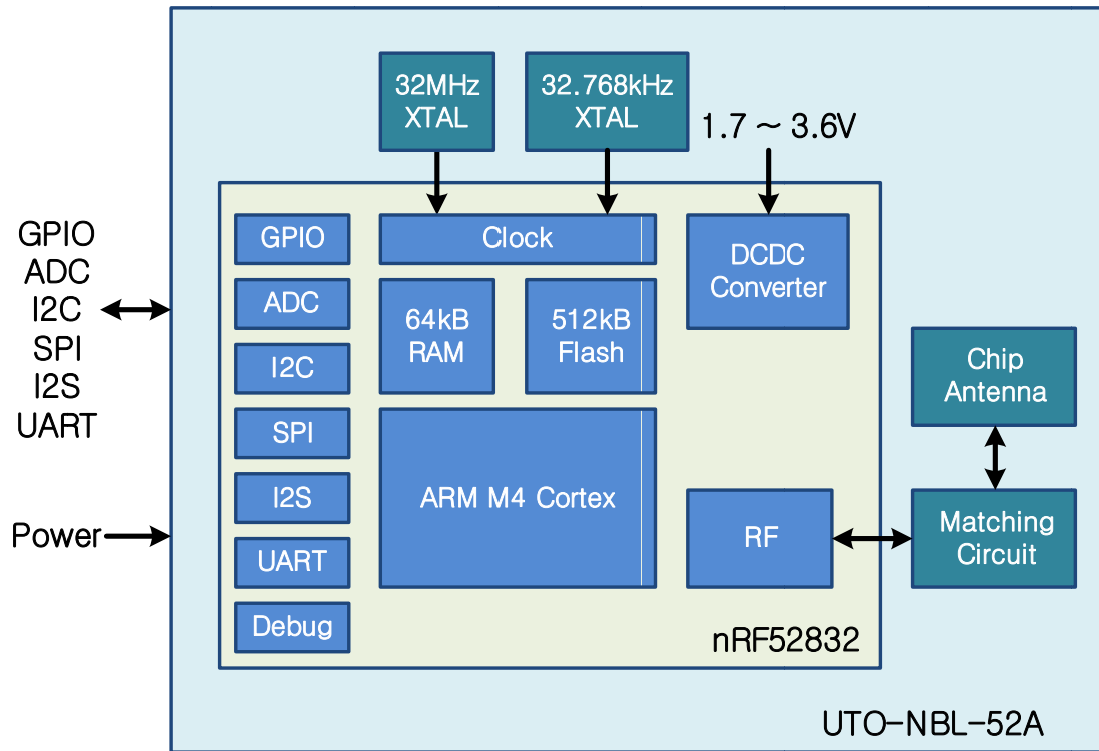 32MHz
XTAL
32.768kHz
XTAL
1.7 ~ 3.6V
GPIO
ADC
I2C
SPI
I2S
UART
Power
GPIO
ADC
I2C
SPI
I2S
UART
Debug
Clock
64kB
RAM
512kB
Flash
ARM M4 Cortex
DCDC
Converter
RF
nRF52832
Chip
Antenna
Matching
Circuit
UTO-NBL-52A